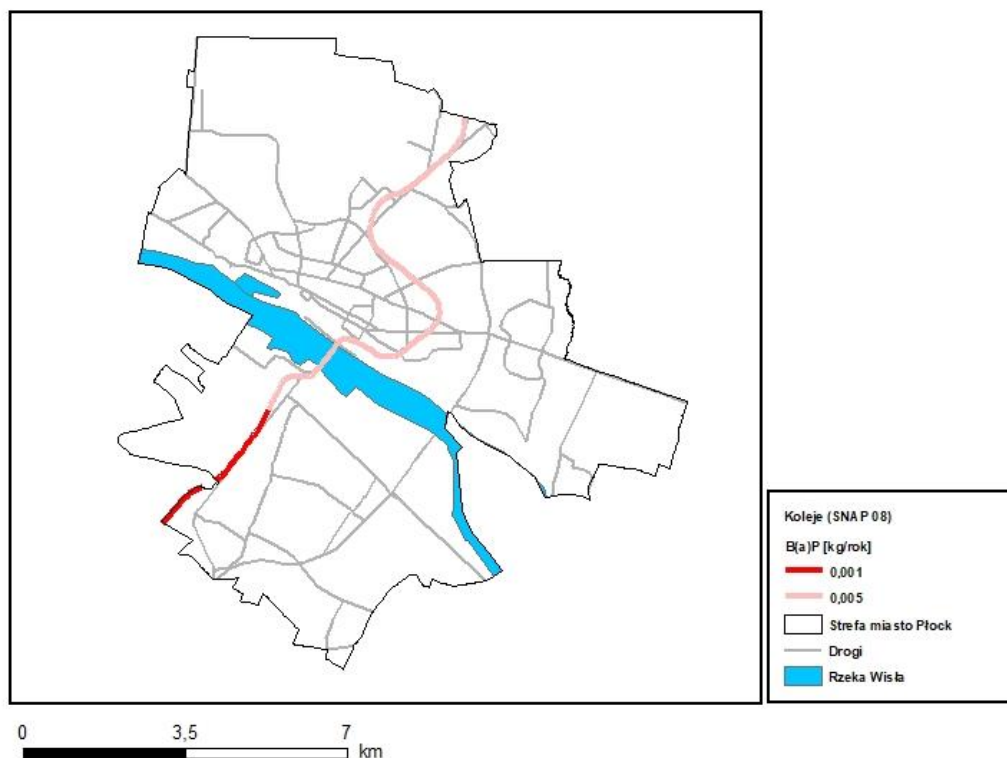 Koleje (SNAP 08)
B(a)P [kg/rok]
0,001
0,005
Strefa miasto Płock
Drogi
Rzeka Wisła
0 3,5 7
km